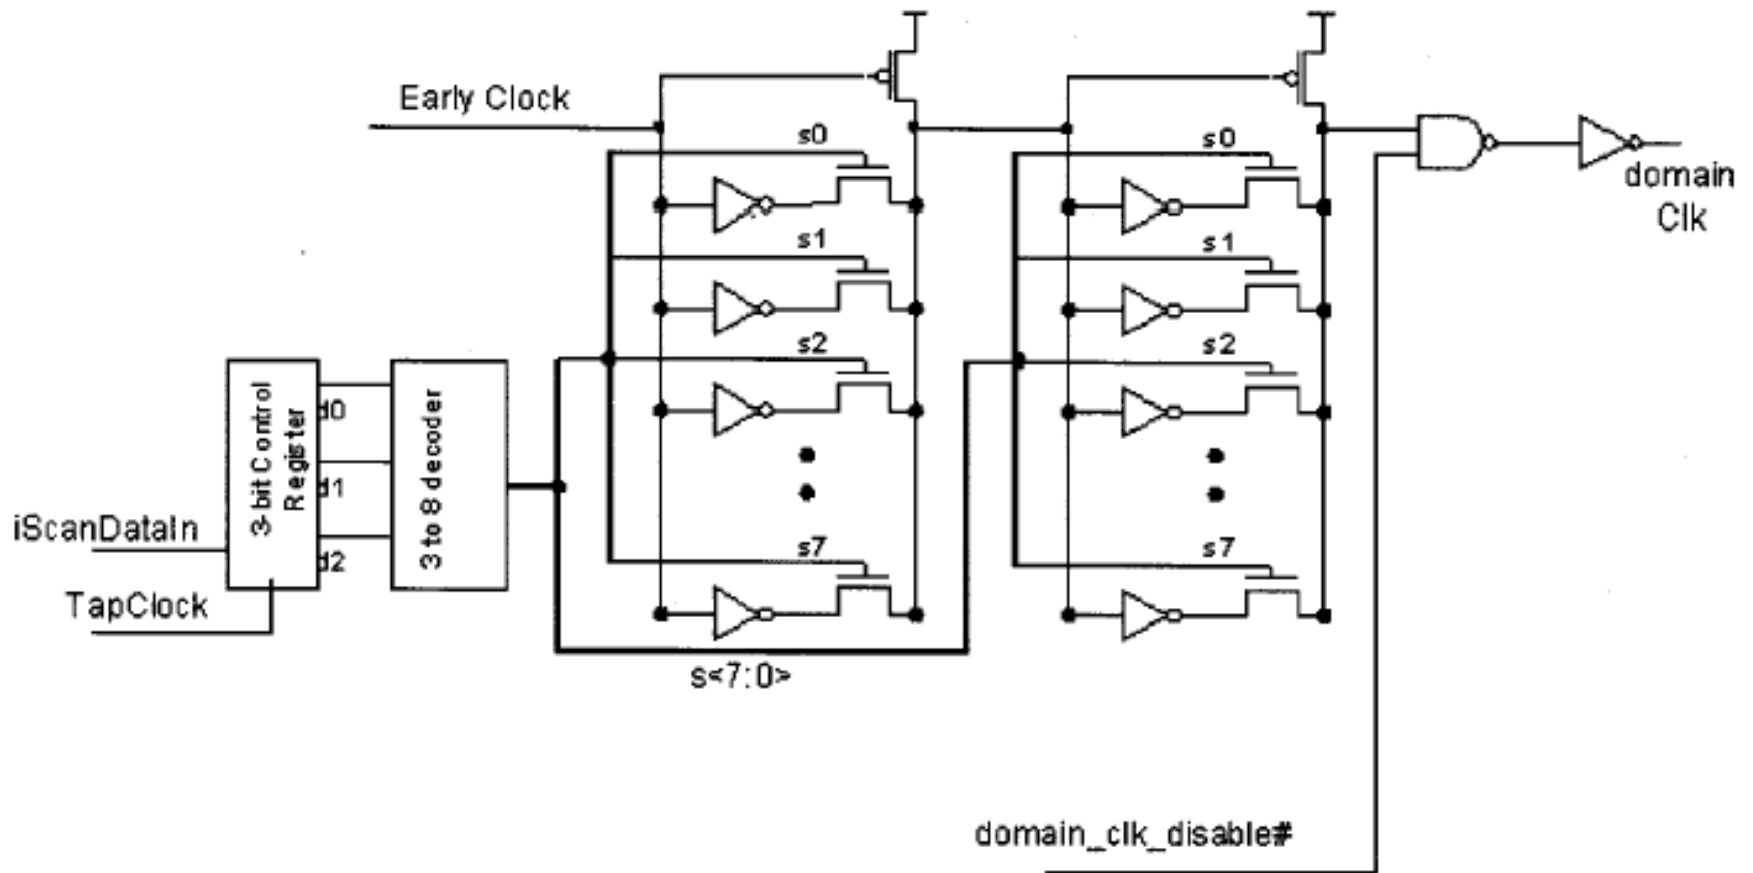 Early Clock
s0
s1
s2
s7
s0
s1
s2
s7
domain
Clk
3-bit Control
Register
d0
d1
d2
3 to 8 decoder
iScanDataIn
TapClock
s<7:0>
domain_clk_disable#